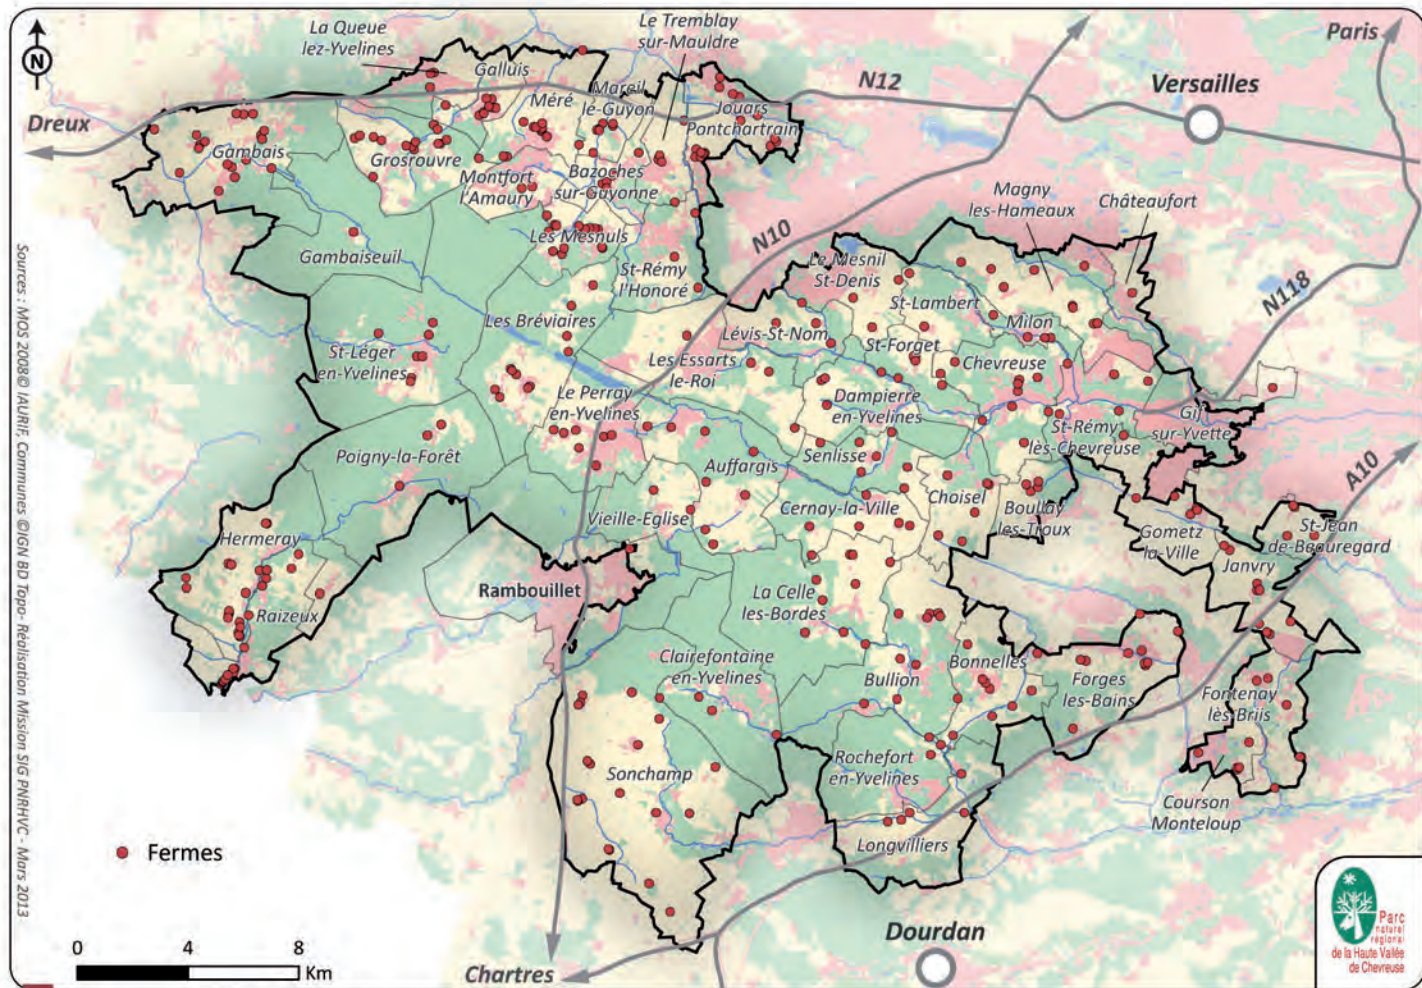 N
La Queue
lez-Yvelines
Le Tremblay
sur-Mauldre
Paris
Galluis
Versailles
N12
Méré
Mareil
le-Guyon
Jouars
Pontchartrain
Dreux
Gambais
Grosrouvre
Montfort
l'Amaury
Bazoches
sur-Guyonne
Magny
les-Hameaux
Châteaufort
N10
Les Mesnuls
Gambaiseuil
St-Rémy
l'Honoré
Le Mesnil
St-Denis
St-Lambert
N118
Les Bréviaires
Lévis-St-Nom
Milon
St-Forget
St-Léger
en-Yvelines
Les Essarts
le-Roi
Chevreuse
Le Perray
en-Yvelines
Dampierre
en-Yvelines
Gif
sur-Yvette
St-Rémy
lès-Chevreuse
Poigny-la-Forêt
Senlisse
Auffargis
A10
Choisel
Cernay-la-Ville
Boullay
les-Troux
Vieille-Eglise
Gometz
la-Ville
St-Jean
de-Beauregard
Hermeray
Janvry
Rambouillet
La Celle
les-Bordes
Raizeux
Clairefontaine
en-Yvelines
Bonnelles
Bullion
Forges
les-Bains
Fontenay
lès-Briis
Rochefort
en-Yvelines
Sonchamp
Courson
Monteloup
Longvilliers
Fermes
Dourdan
0 4 8
Km
Chartres
Parc
naturel
régional
de la Haute Vallée
de Chevreuse
Sources : MOS 2008© IAURIF, Communes ©IGN BD Topo- Réalisation Mission SIG PNRHVC - Mars 2013